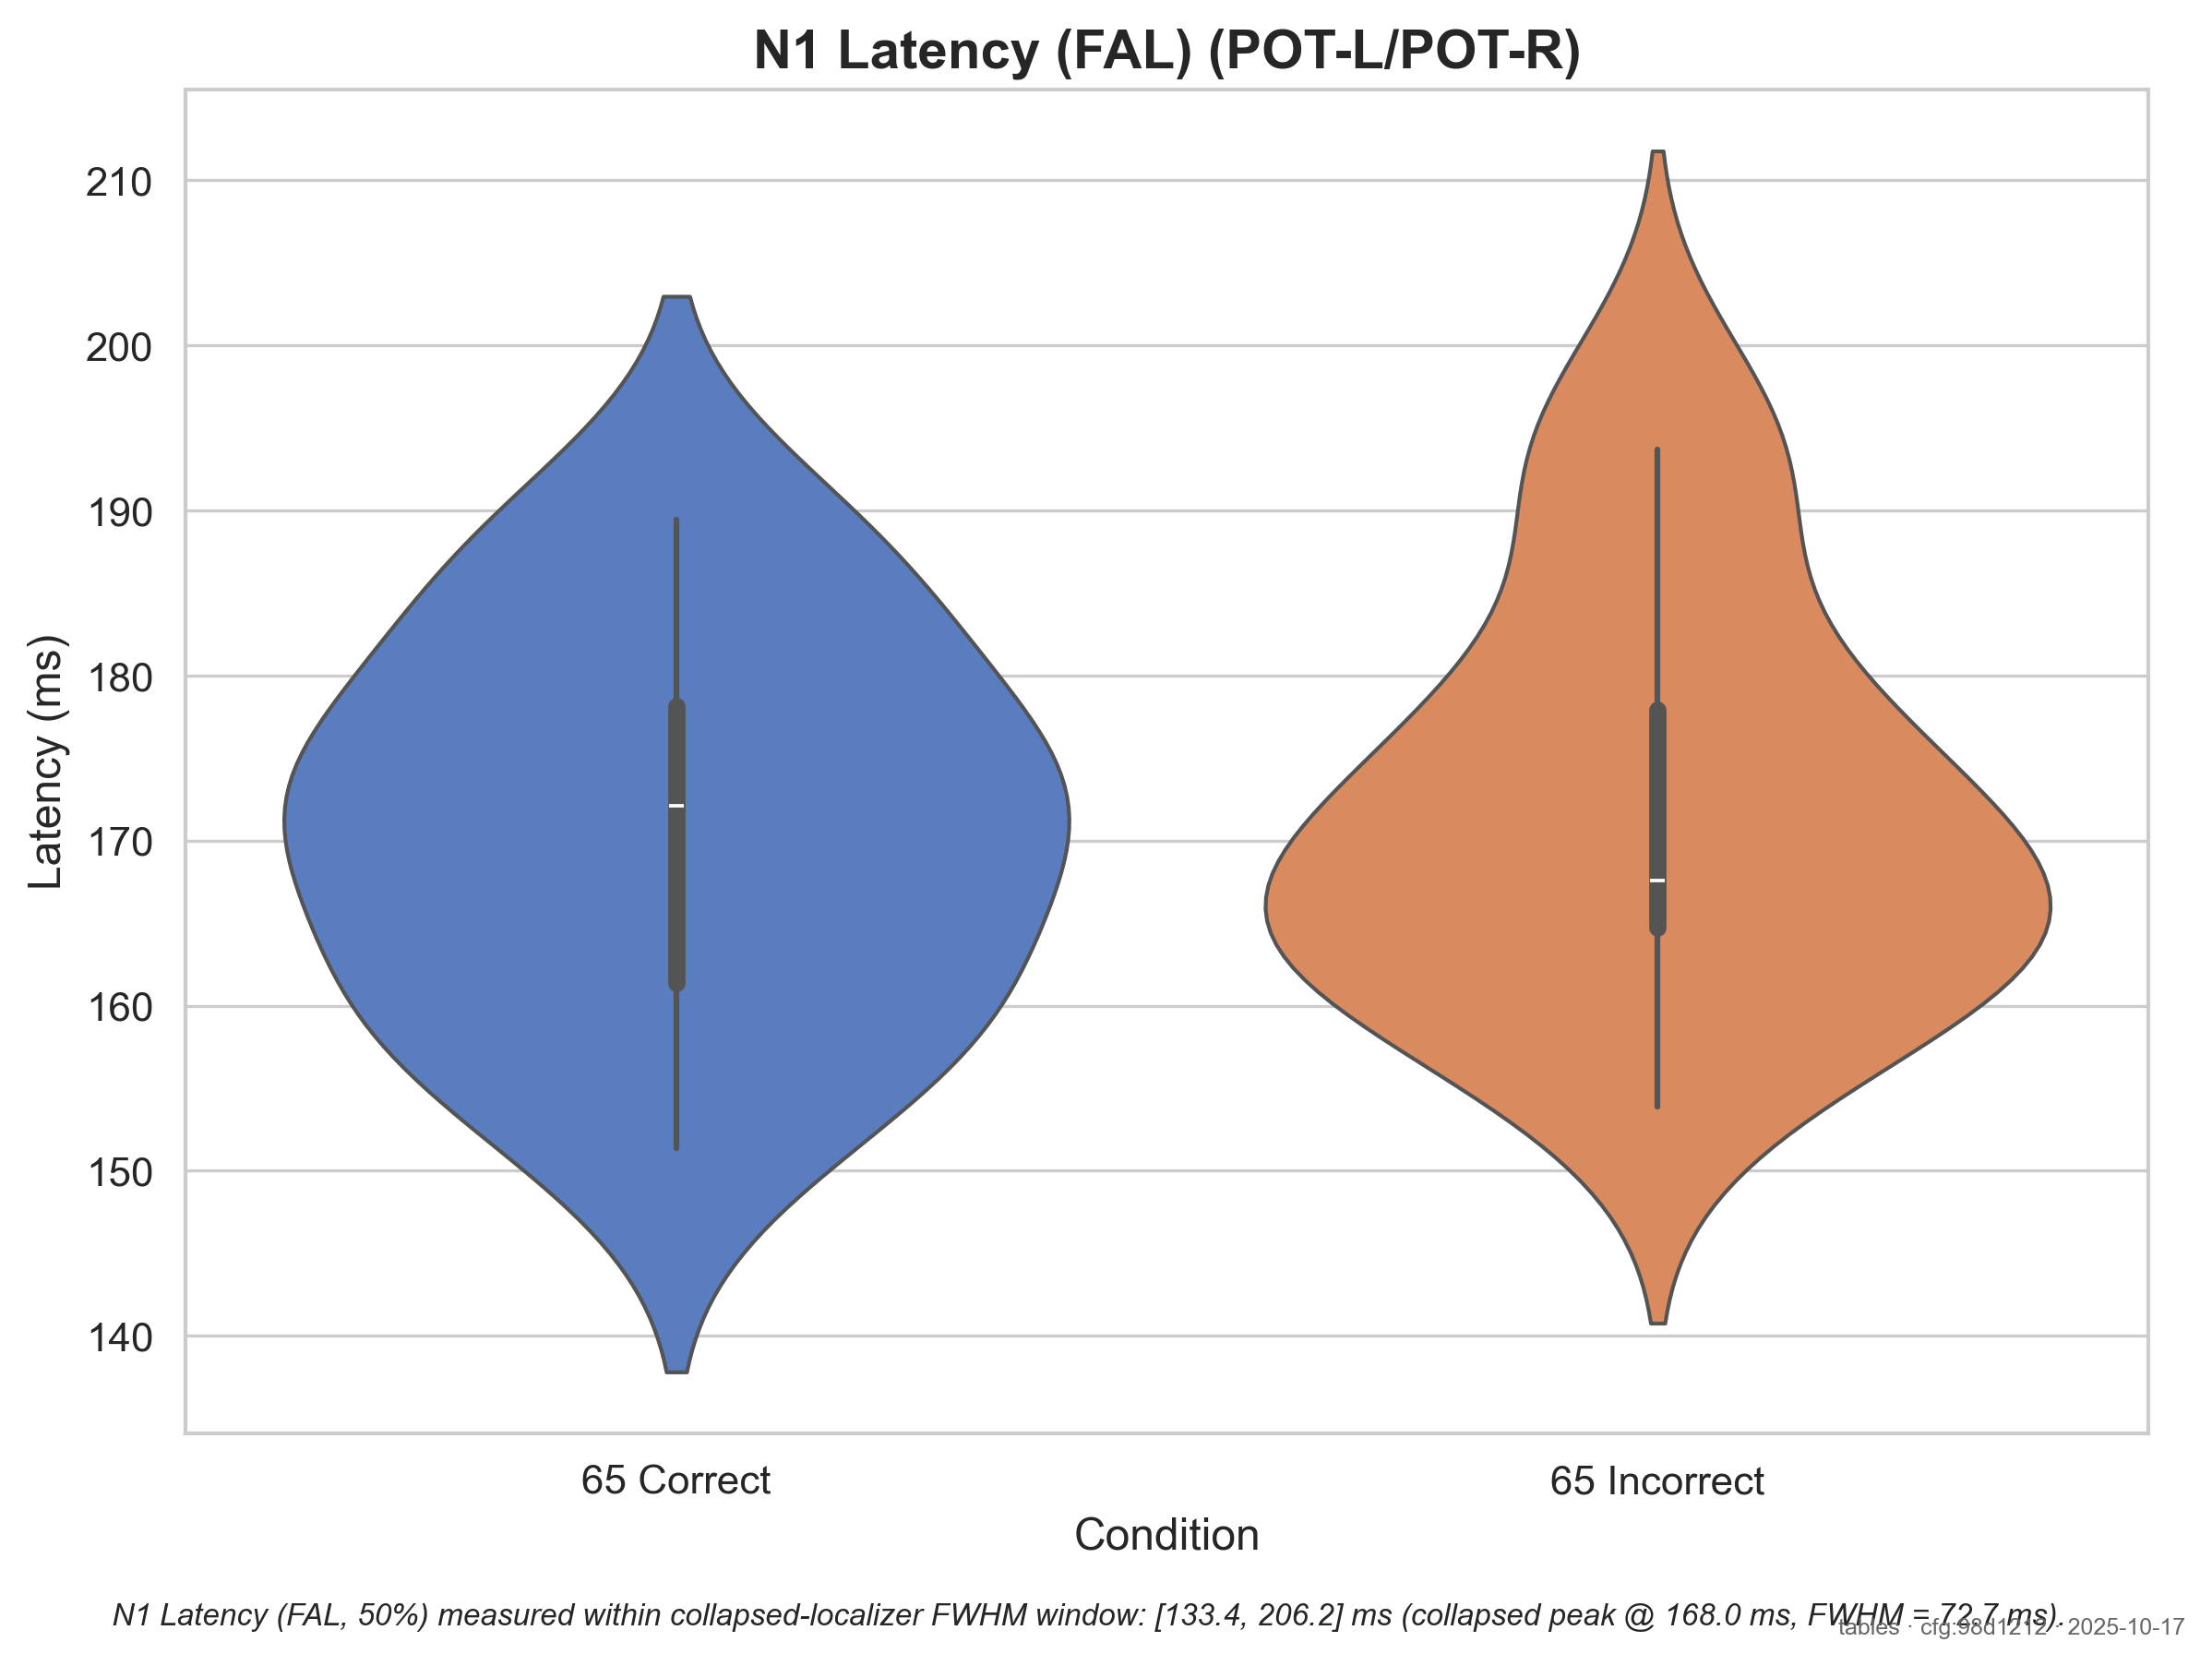 N1 Latency (FAL) (POT-L/POT-R)
Latency (ms)
210
200
190
180
170
160
150
140
65 Correct
65 Incorrect
Condition
N1 Latency (FAL, 50%) measured within collapsed-localizer FWHM window: [133.4, 206.2] ms (collapsed peak @ 168.0 ms, FWHM = 72.7 ms).
tables · cfg:98d1212 · 2025-10-17